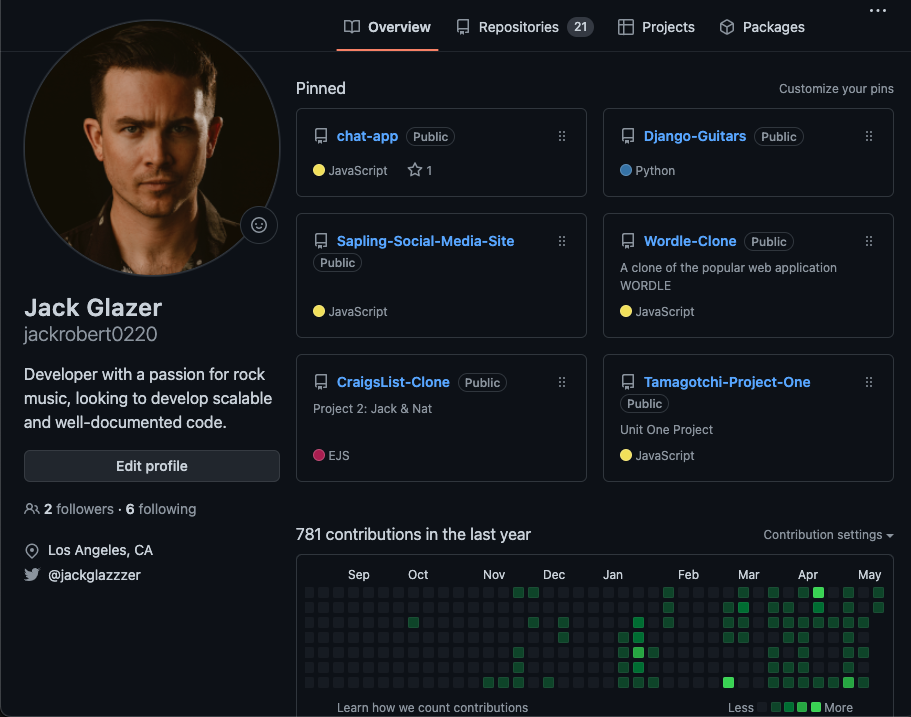 Overview
Repositories 21
Projects
Packages
Jack Glazer
jackrobert0220
Developer with a passion for rock
music, looking to develop scalable
and well-documented code.
Edit profile
2 followers · 6 following
Los Angeles, CA
@jackglazzzer
Pinned
Customize your pins
chat-app Public
JavaScript 1
Django-Guitars Public
Python
Sapling-Social-Media-Site
Public
JavaScript
Wordle-Clone Public
A clone of the popular web application
WORDLE
JavaScript
CraigsList-Clone Public
Project 2: Jack & Nat
EJS
Tamagotchi-Project-One
Public
Unit One Project
JavaScript
781 contributions in the last year
Contribution settings
Sep Oct Nov Dec Jan Feb Mar Apr May
Learn how we count contributions
Less More